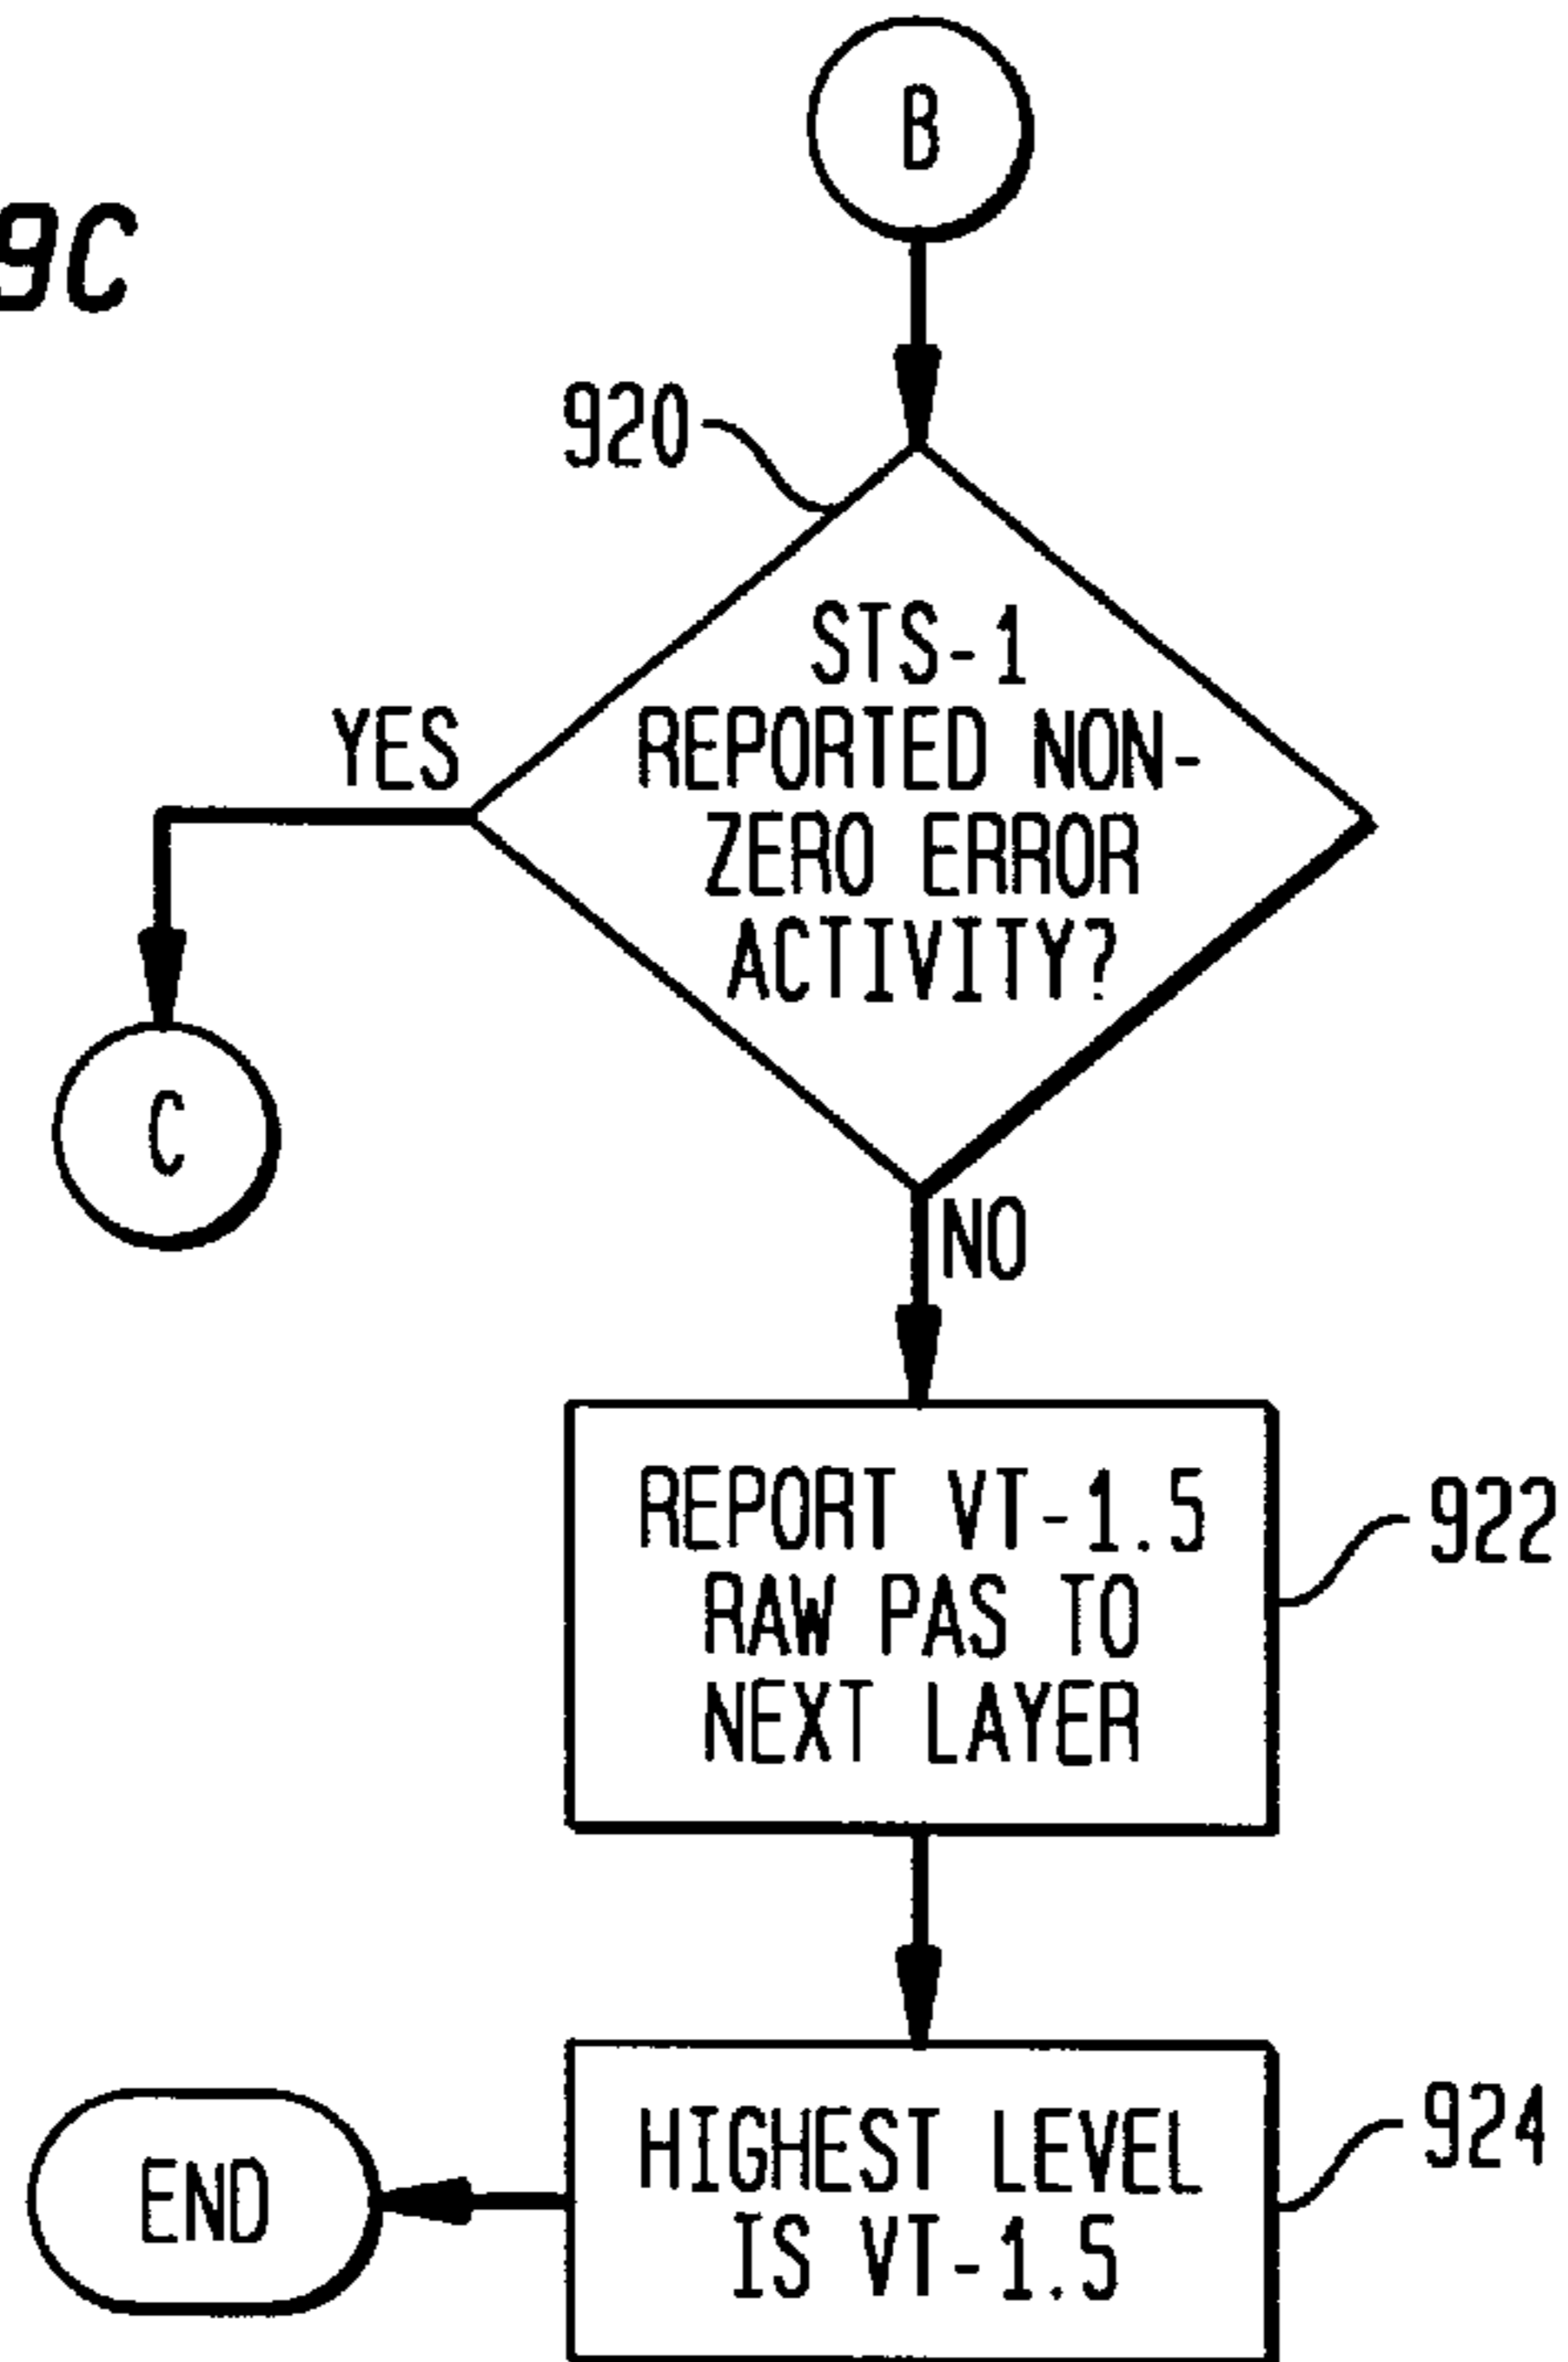 B
9C
920
STS-1
REPORTED NON-
ZERO ERROR
ACTIVITY?
YES
C
NO
REPORT VT-1.5
RAW PAS TO
NEXT LAYER
922
HIGHEST LEVEL
IS VT-1.5
924
END